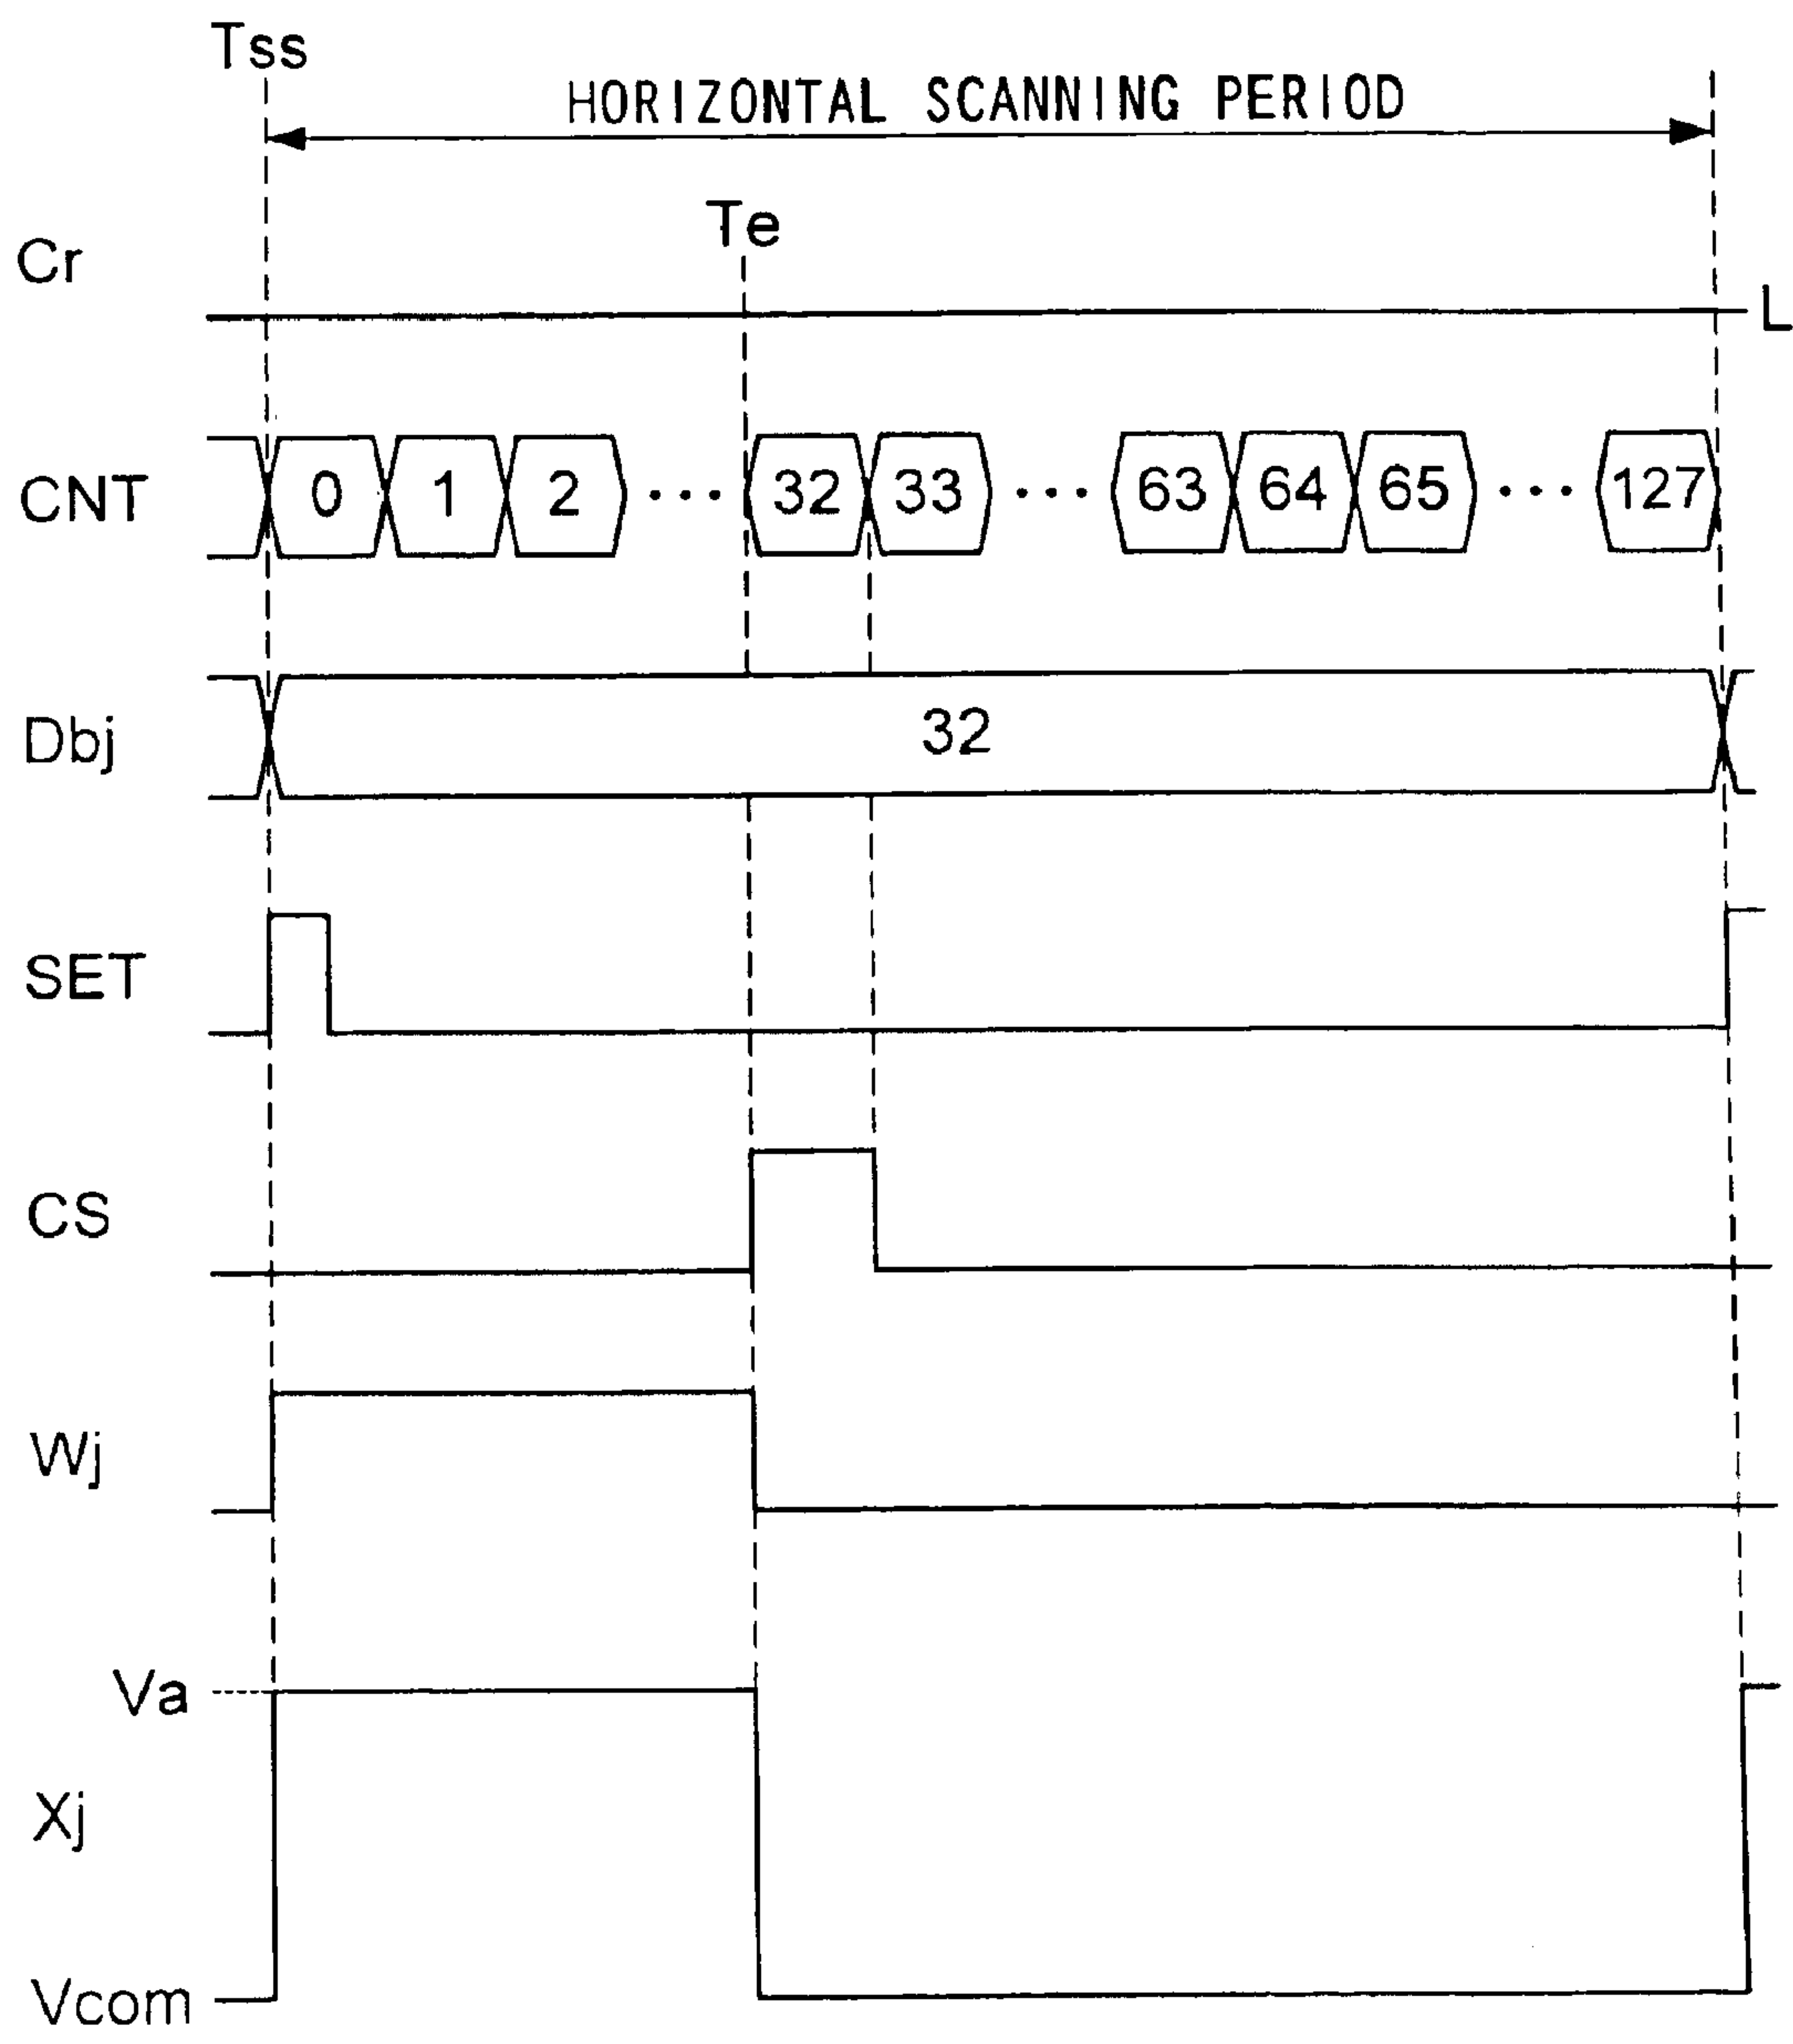 Tss
HORIZONTAL SCANNING PERIOD
Te
Cr
L
CNT 0 1 2 ... 32 33 ... 63 64 65 ... 127
Dbj 32
SET
CS
Wj
Va
Xj
Vcom